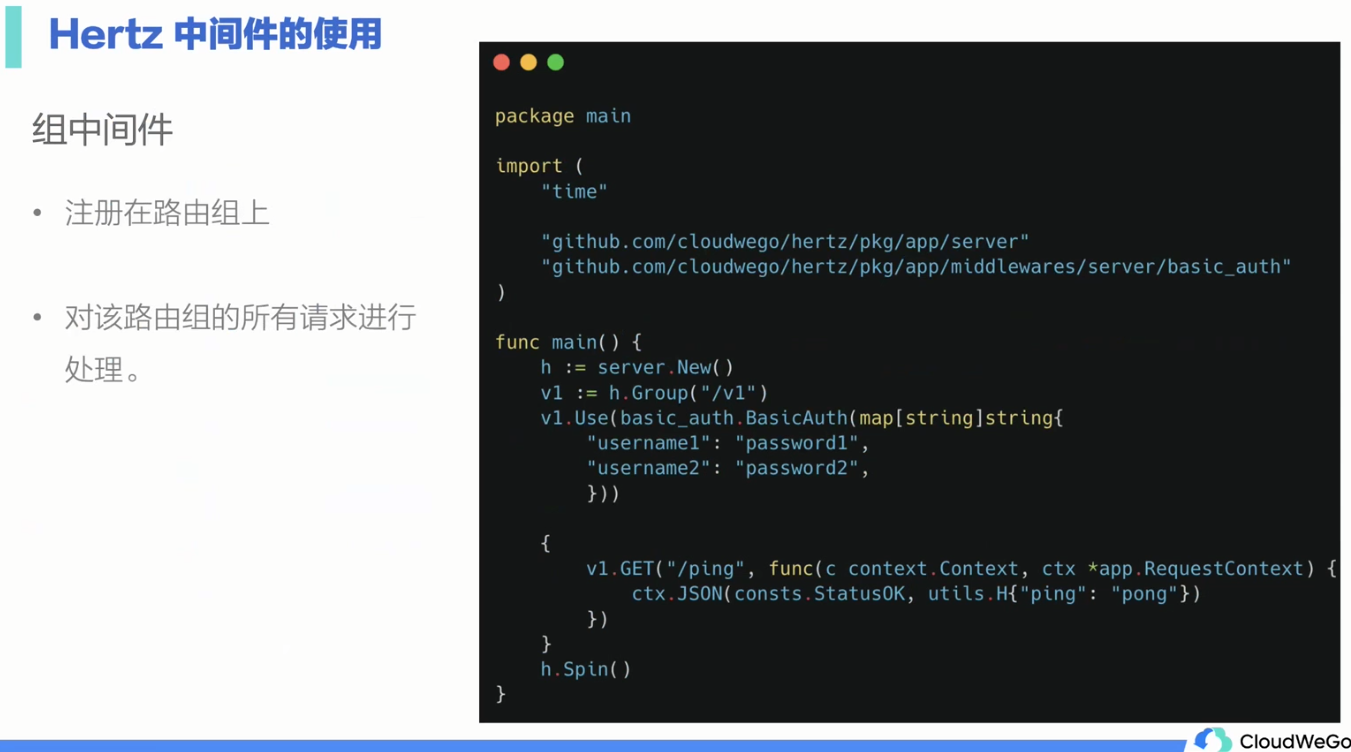 Hertz 中间件的使用
组中间件
• 注册在路由组上
• 对该路由组的所有请求进行
处理。
package main
import (
    "time"
    "github.com/cloudwego/hertz/pkg/app/server"
    "github.com/cloudwego/hertz/pkg/app/middlewares/server/basic_auth"
)
func main() {
    h := server.New()
    v1 := h.Group("/v1")
    v1.Use(basic_auth.BasicAuth(map[string]string{
        "username1": "password1",
        "username2": "password2",
        }))
    {
        v1.GET("/ping", func(c context.Context, ctx *app.RequestContext) {
            ctx.JSON(consts.StatusOK, utils.H{"ping": "pong"})
        })
    }
    h.Spin()
}
CloudWeGo